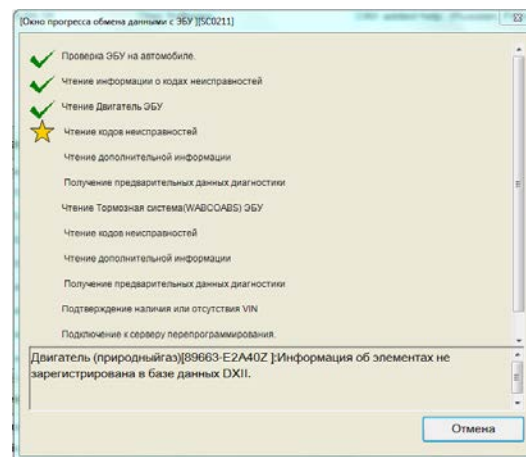 [Окно прогресса обмена данными с ЭБУ ][SC0211]
Проверка ЭБУ на автомобиле.
Чтение информации о кодах неисправностей
Чтение Двигатель ЭБУ
Чтение кодов неисправностей
Чтение дополнительной информации
Получение предварительных данных диагностики
Чтение Тормозная система(WABCOABS) ЭБУ
Чтение кодов неисправностей
Чтение дополнительной информации
Получение предварительных данных диагностики
Подтверждение наличия или отсутствия VIN
Подключение к серверу перепрограммирования.
Двигатель (природныйгаз)[89663-E2A40Z ]:Информация об элементах не
зарегистрирована в базе данных DXII.
Отмена